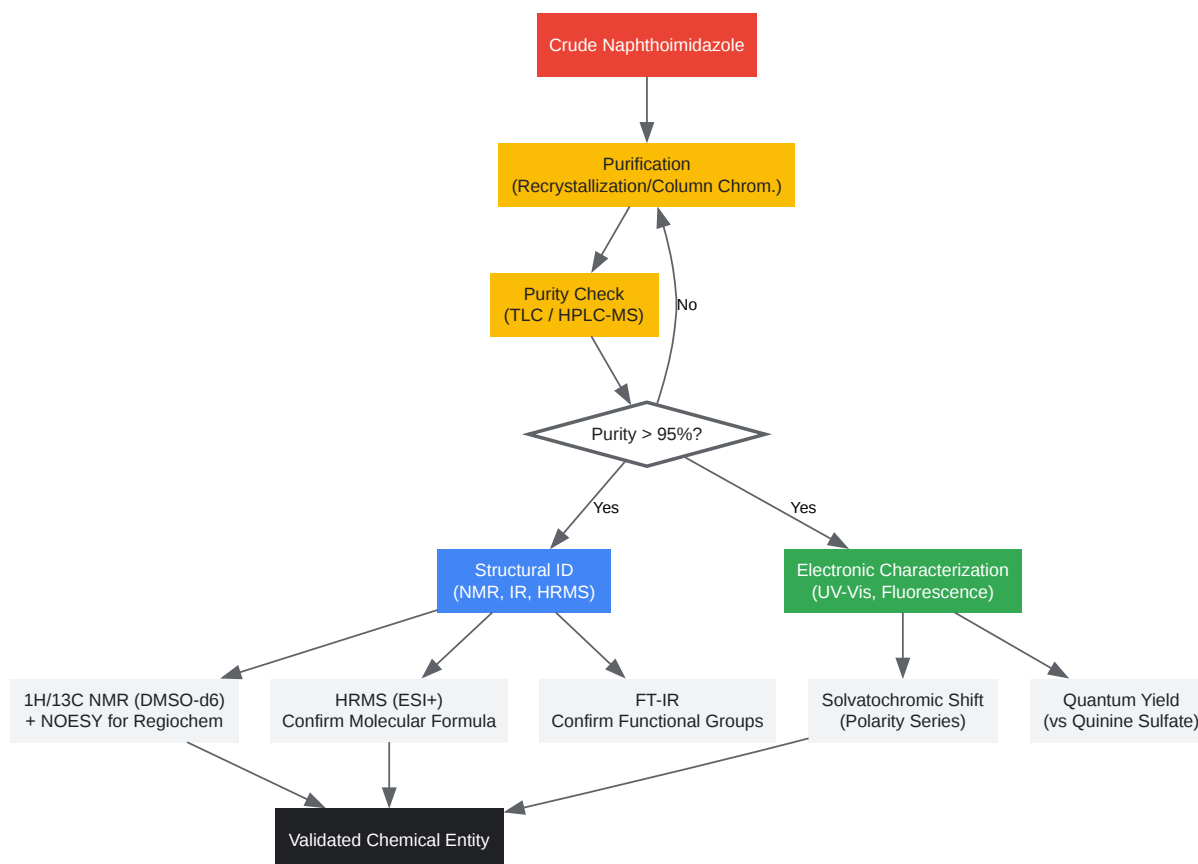 Crude Naphthoimidazole
Purification
(Recrystallization/Column Chrom.)
Purity Check
(TLC / HPLC-MS)
No
Purity > 95%?
Yes
Yes
Structural ID
(NMR, IR, HRMS)
Electronic Characterization
(UV-Vis, Fluorescence)
1H/13C NMR (DMSO-d6)
+ NOESY for Regiochem
HRMS (ESI+)
Confirm Molecular Formula
FT-IR
Confirm Functional Groups
Solvatochromic Shift
(Polarity Series)
Quantum Yield
(vs Quinine Sulfate)
Validated Chemical Entity